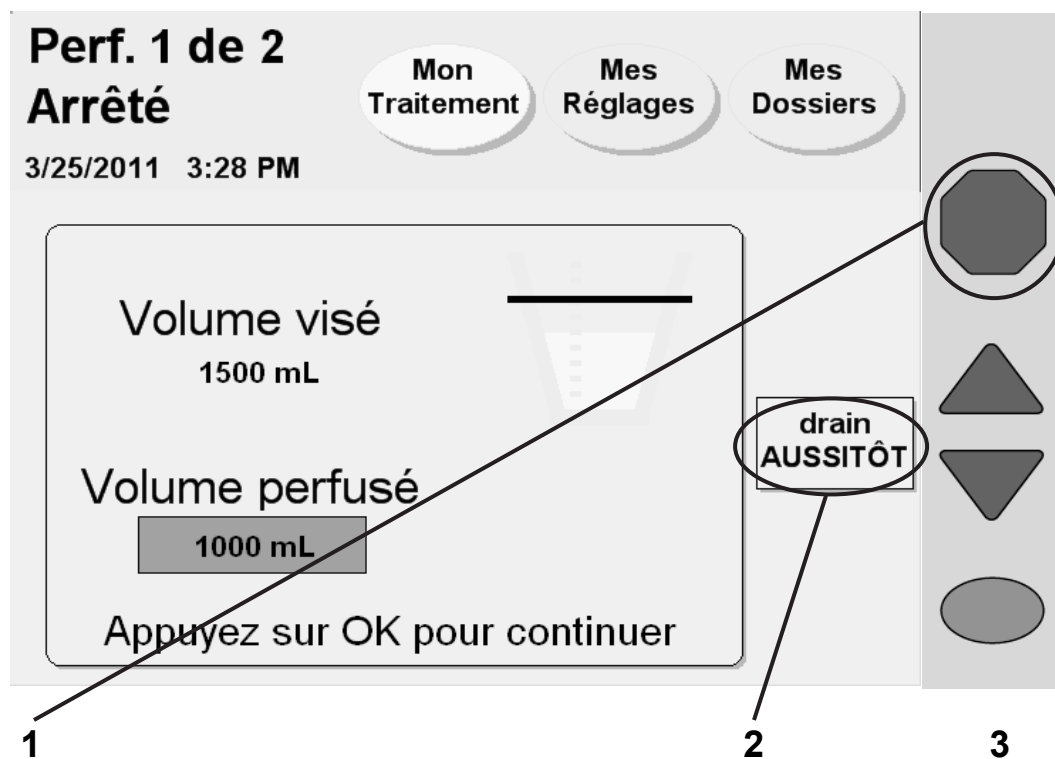 Perf. 1 de 2
Arrêté
3/25/2011 3:28 PM
Mon
Traitement
Mes
Réglages
Mes
Dossiers
Volume visé
1500 mL
drain
AUSSITÔT
Volume perfusé
1000 mL
Appuyez sur OK pour continuer
1
2
3